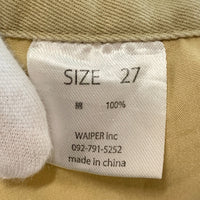 SIZE 27
綿 100%
WAIPER Inc
092-791-5252
made in china